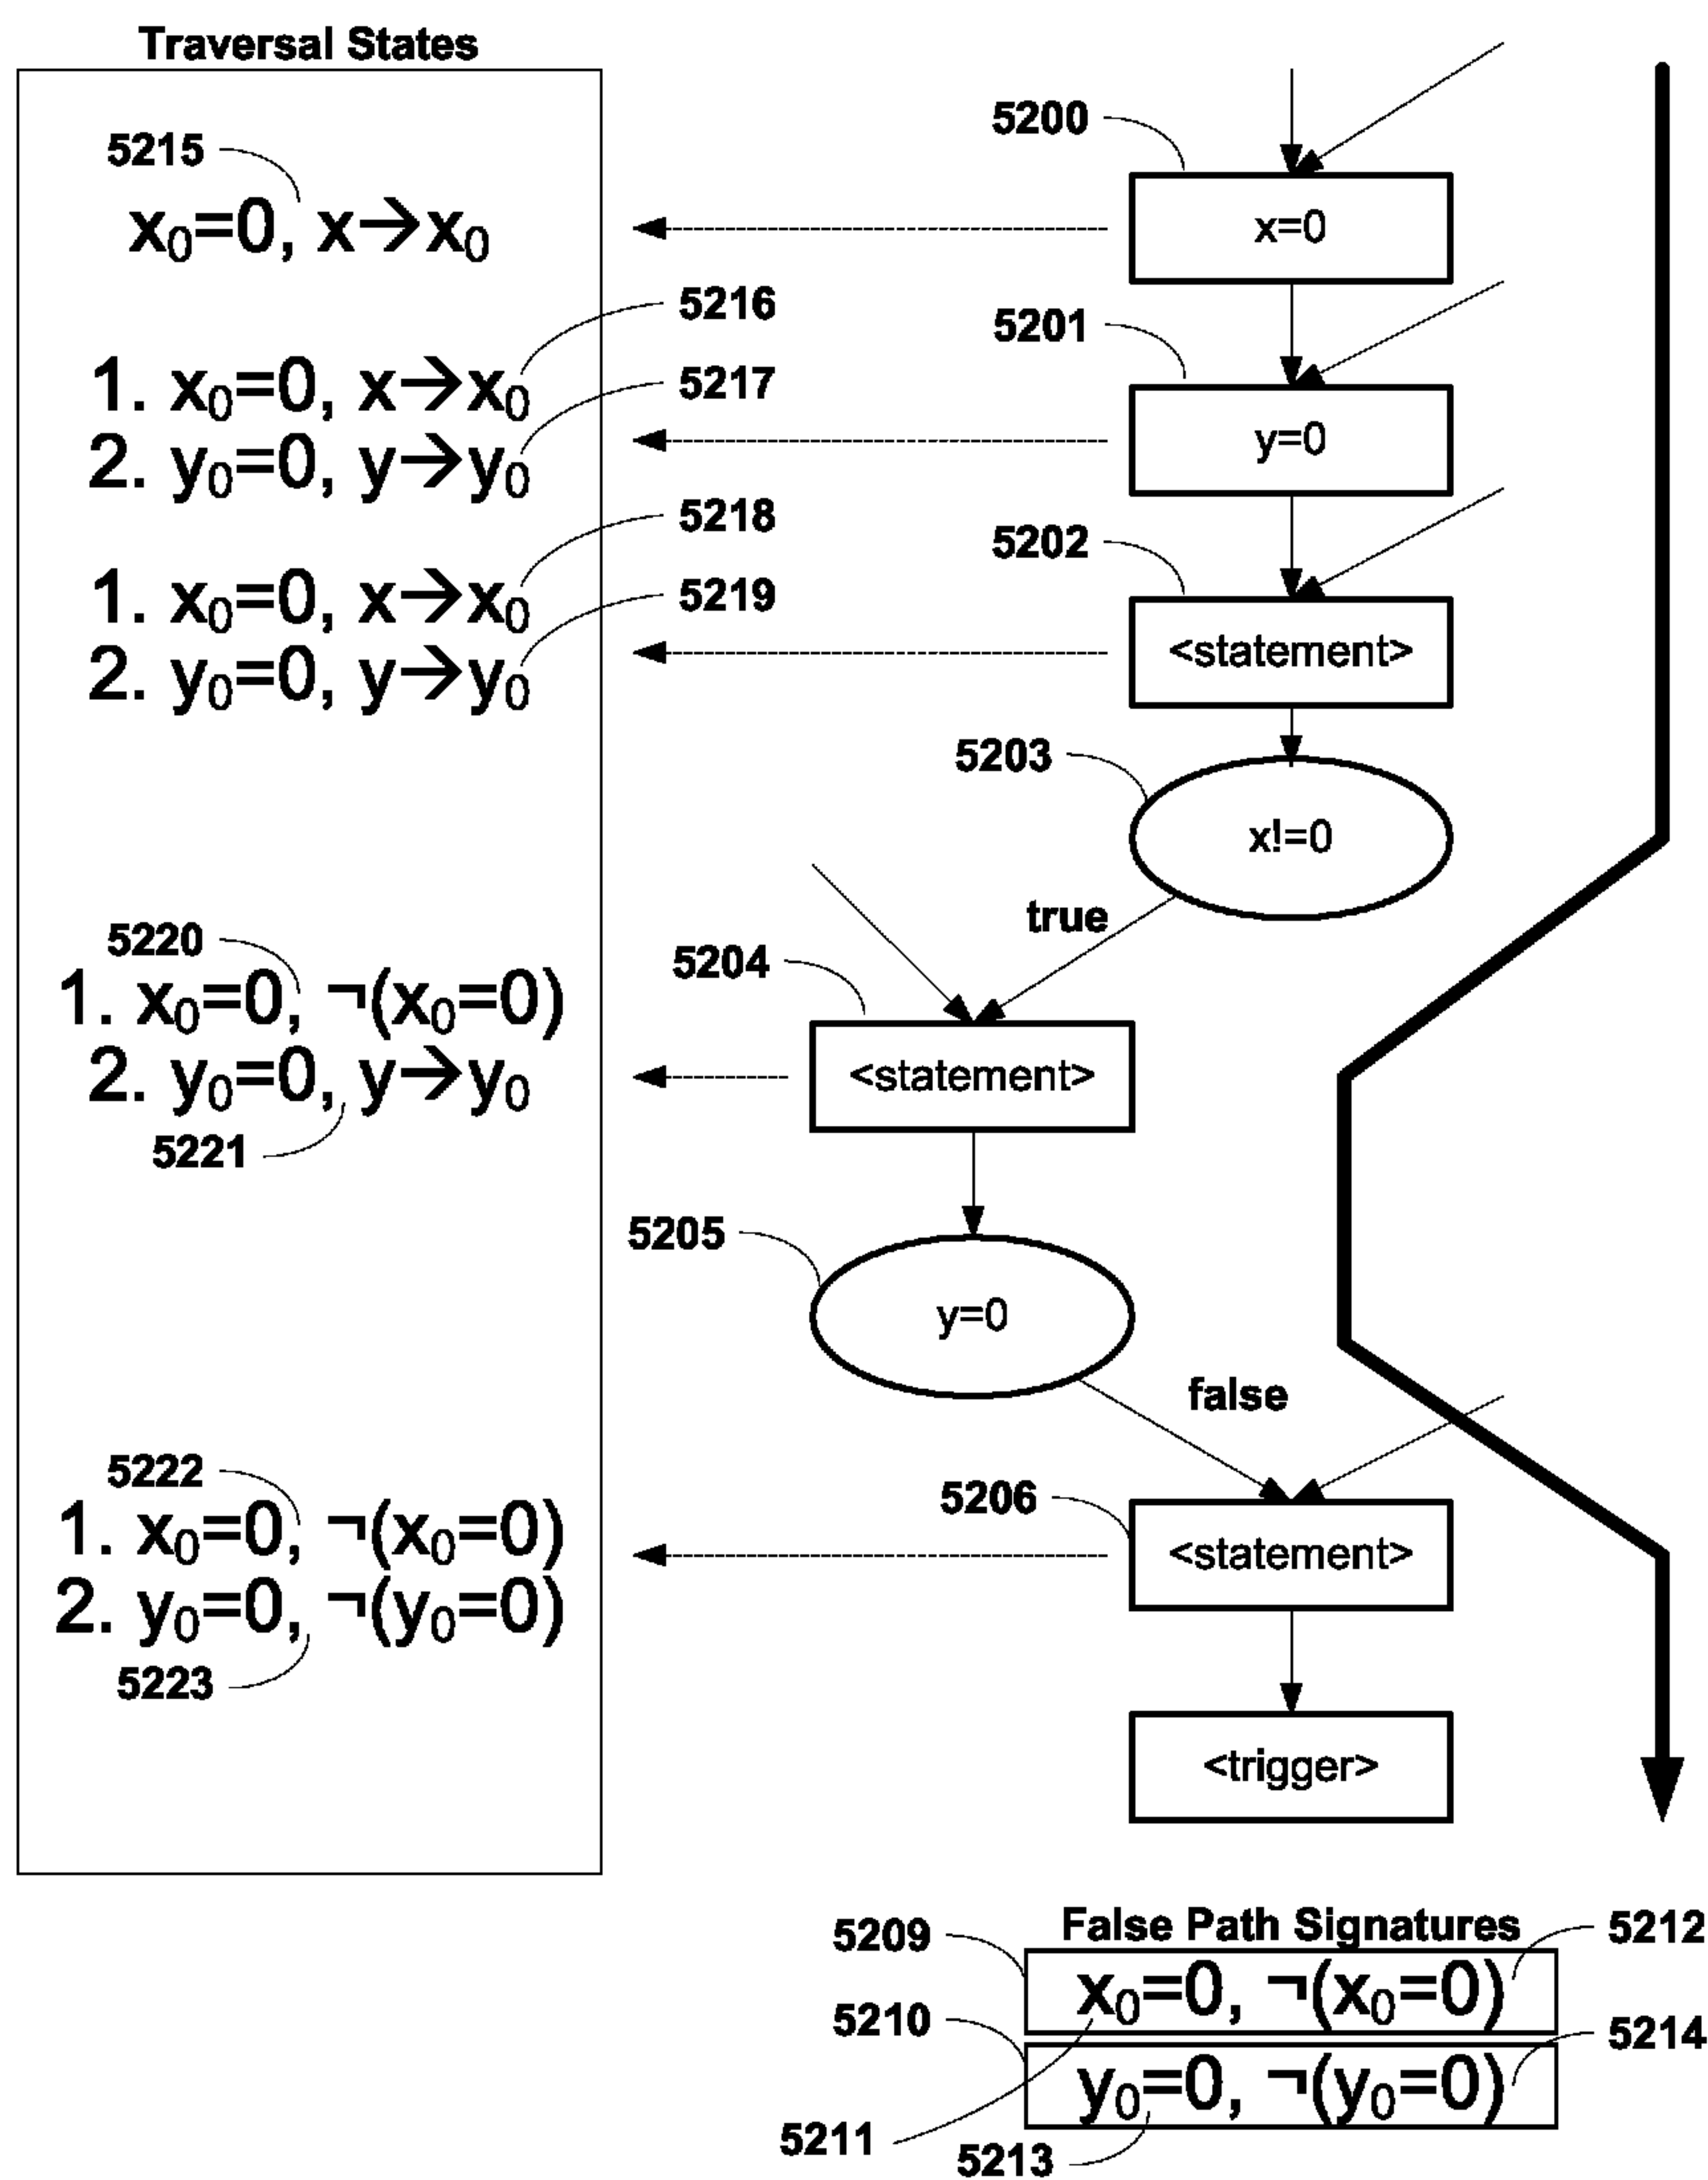 Traversal States
5200
5215
x₀=0, x→x₀
x=0
5216
5201
1. x₀=0, x→x₀
5217
2. y₀=0, y→y₀
y=0
5218
5202
1. x₀=0, x→x₀
5219
2. y₀=0, y→y₀
<statement>
5203
x!=0
true
5220
5204
1. x₀=0, ¬(x₀=0)
2. y₀=0, y→y₀
<statement>
5221
5205
y=0
false
5222
5206
1. x₀=0, ¬(x₀=0)
<statement>
2. y₀=0, ¬(y₀=0)
5223
<trigger>
False Path Signatures
5209
5212
x₀=0, ¬(x₀=0)
5210
5214
y₀=0, ¬(y₀=0)
5211
5213